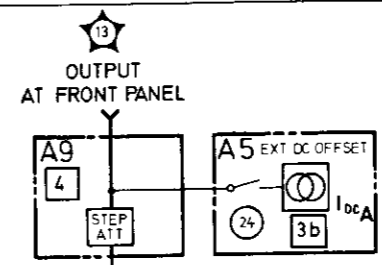 13
OUTPUT
AT FRONT PANEL
A9
4
STEP
ATT
A5 EXT DC OFFSET
IDCA
24
3b